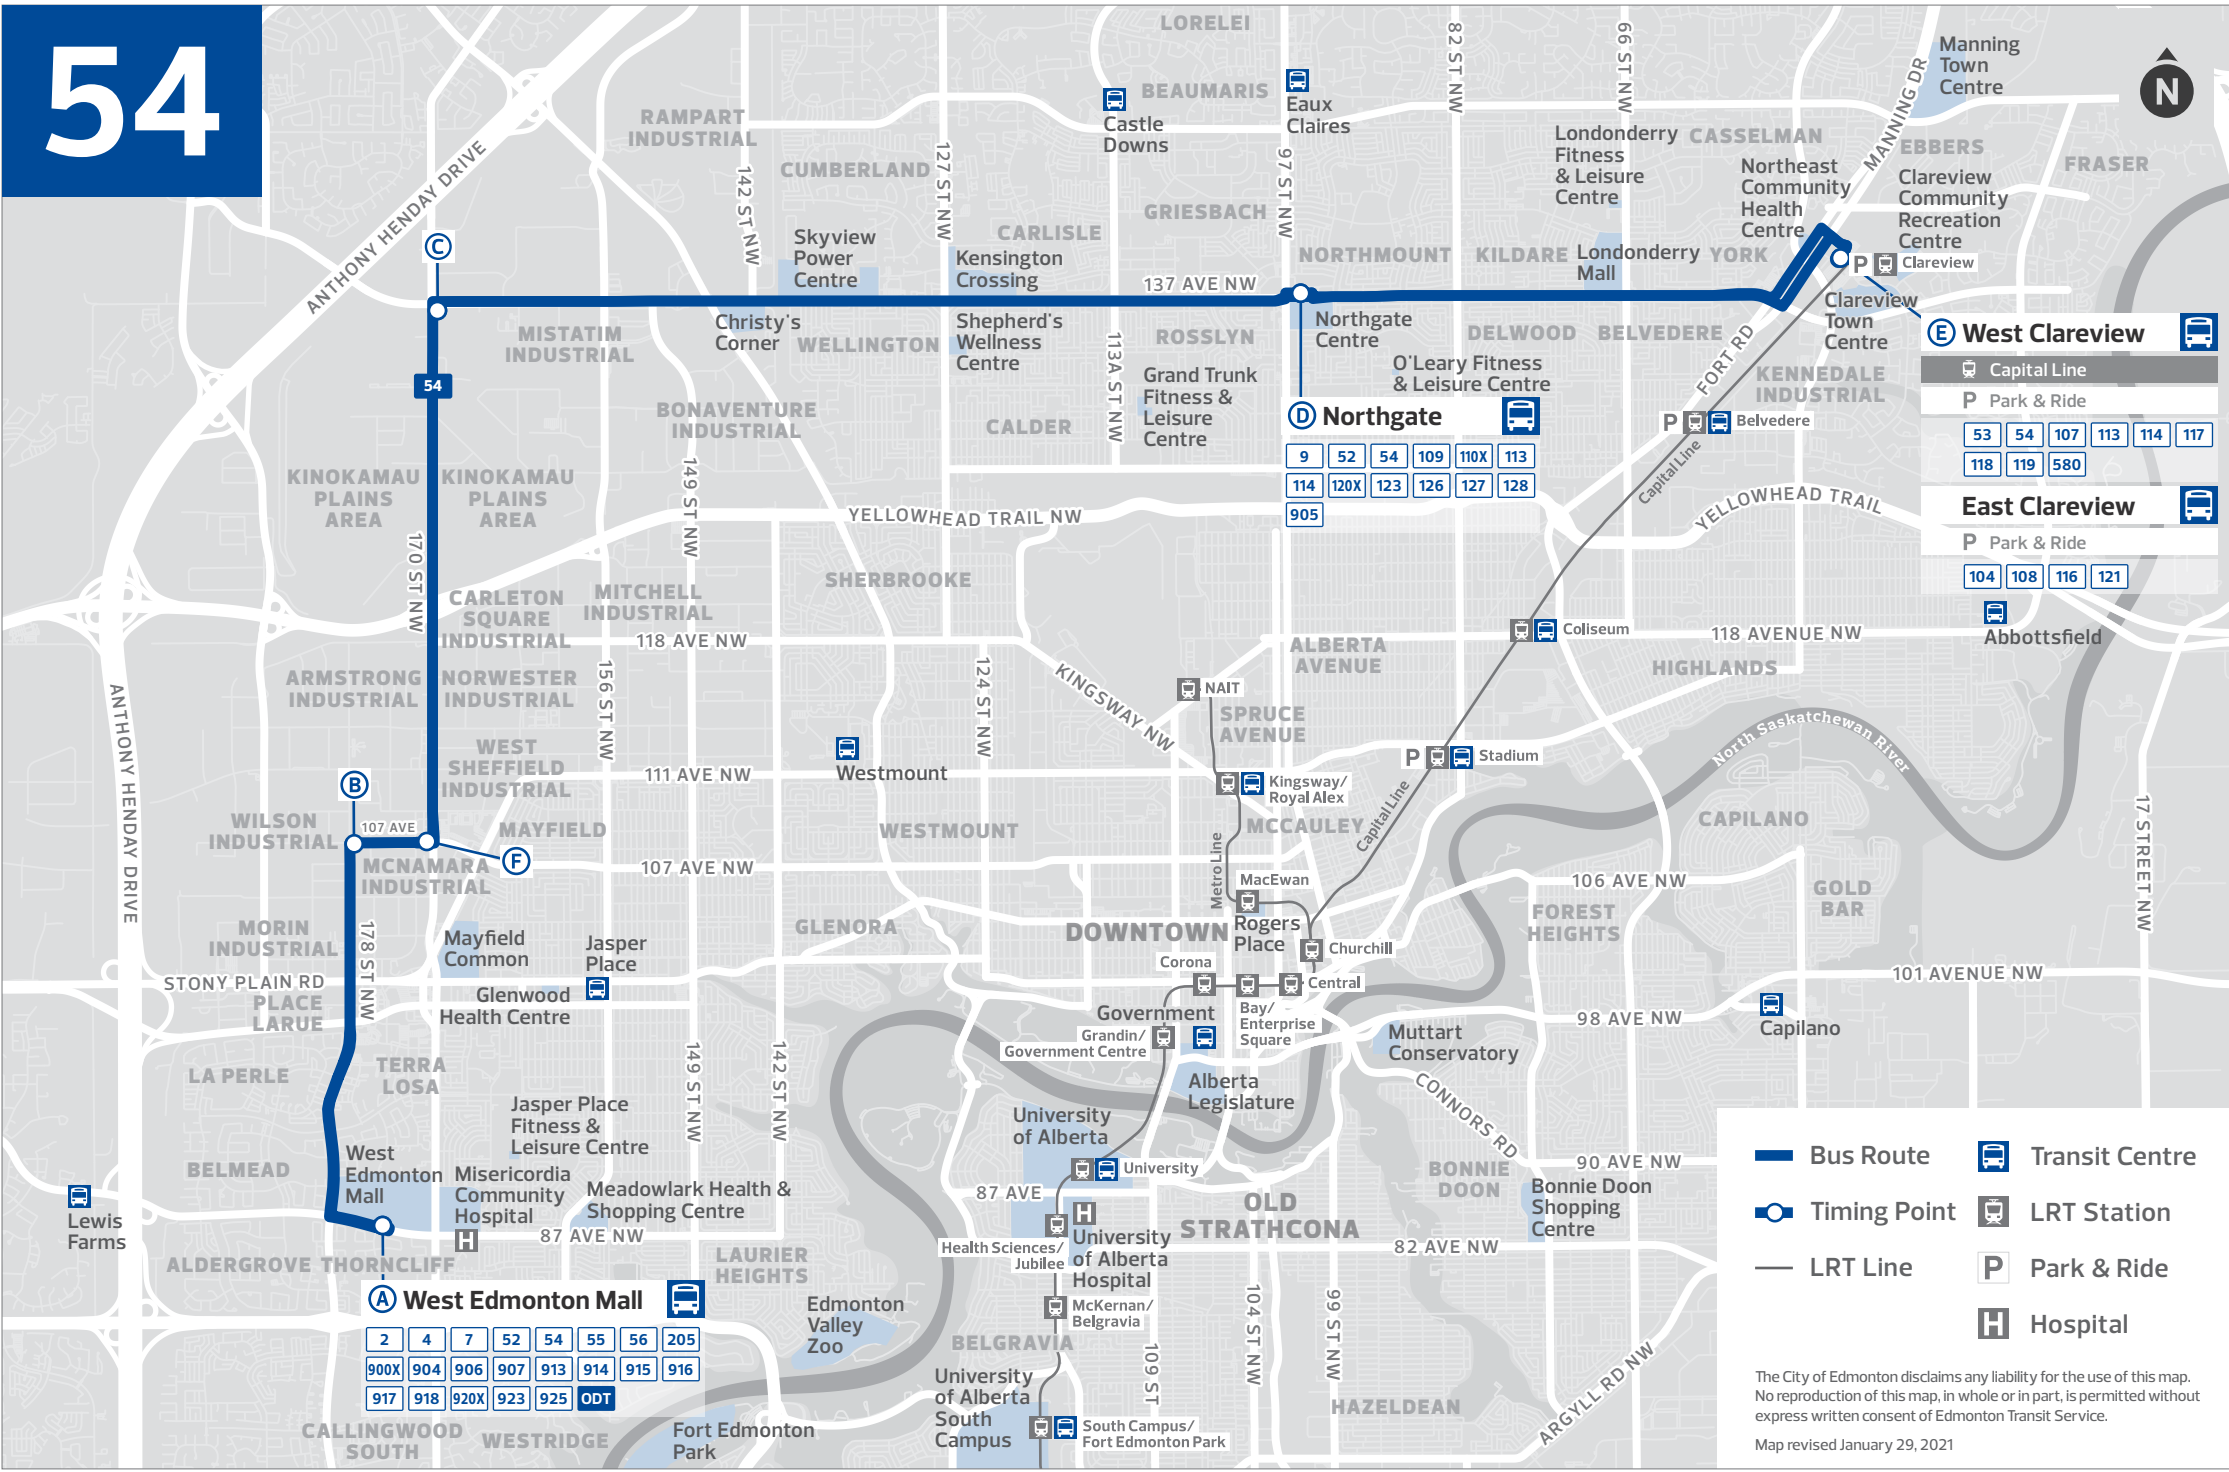 54
LORELEI
BEAUMARIS
Castle
Downs
Eaux
Claires
82 ST NW
66 ST NW
MANNING DR
Manning
Town
Centre
N
RAMPART
INDUSTRIAL
142 ST NW
CUMBERLAND
127 ST NW
97 ST NW
GRIESBACH
CARLISLE
Londonderry
Fitness
& Leisure
Centre
CASSELMAN
Northeast
Community
Health
Centre
EBBERS
Clareview
Community
Recreation
Centre
FRASER
ANTHONY HENDAY DRIVE
C
Skyview
Power
Centre
Kensington
Crossing
137 AVE NW
NORTHMOUNT
KILDARE
Londonderry
Mall
YORK
P
Clareview
MISTATIM
INDUSTRIAL
Christy's
Corner
WELLINGTON
Shepherd's
Wellness
Centre
113A ST NW
ROSSLYN
Northgate
Centre
DELWOOD
BELVEDERE
FORT RD
Clareview
Town
Centre
54
BONAVENTURE
INDUSTRIAL
CALDER
Grand Trunk
Fitness &
Leisure
Centre
O'Leary Fitness
& Leisure Centre
KENNEDALE
INDUSTRIAL
P
Belvedere
D Northgate
9 52 54 109 110X 113
114 120X 123 126 127 128
905
E West Clareview
Capital Line
P Park & Ride
53 54 107 113 114 117
118 119 580
East Clareview
P Park & Ride
104 108 116 121
Abbottsfield
KINOKAMAU
PLAINS
AREA
KINOKAMAU
PLAINS
AREA
149 ST NW
YELLOWHEAD TRAIL NW
Capital Line
YELLOWHEAD TRAIL
170 ST NW
CARLETON
SQUARE
INDUSTRIAL
MITCHELL
INDUSTRIAL
SHERBROOKE
118 AVE NW
Coliseum
118 AVENUE NW
ALBERTA
AVENUE
HIGHLANDS
ARMSTRONG
INDUSTRIAL
NORWESTER
INDUSTRIAL
156 ST NW
124 ST NW
KINGSWAY NW
NAIT
SPRUCE
AVENUE
North Saskatchewan River
ANTHONY HENDAY DRIVE
WEST
SHEFFIELD
INDUSTRIAL
111 AVE NW
Westmount
P
Stadium
Kingsway/
Royal Alex
B
WILSON
INDUSTRIAL
107 AVE
MAYFIELD
F
WESTMOUNT
MCCAULEY
Capital Line
CAPILANO
17 STREET NW
MCNAMARA
INDUSTRIAL
107 AVE NW
Metro Line
MacEwan
106 AVE NW
GOLD
BAR
MORIN
INDUSTRIAL
178 ST NW
Mayfield
Common
Jasper
Place
GLENORA
DOWNTOWN
Rogers
Place
Churchill
FOREST
HEIGHTS
STONY PLAIN RD
PLACE
LARUE
Glenwood
Health Centre
Corona
Central
101 AVENUE NW
Government
Bay/
Enterprise
Square
Grandin/
Government Centre
98 AVE NW
Capilano
Muttart
Conservatory
LA PERLE
TERRA
LOSA
149 ST NW
142 ST NW
Alberta
Legislature
CONNORS RD
Jasper Place
Fitness &
Leisure Centre
University
of Alberta
BELMEAD
West
Edmonton
Mall
Misericordia
Community
Hospital
H
Meadowlark Health &
Shopping Centre
University
87 AVE
H
OLD
STRATHCONA
BONNIE
DOON
90 AVE NW
Bonnie Doon
Shopping
Centre
Lewis
Farms
87 AVE NW
Health Sciences/
Jubilee
University
of Alberta
Hospital
82 AVE NW
ALDERGROVE
THORNCLIFF
LAURIER
HEIGHTS
McKernan/
Belgravia
A West Edmonton Mall
2 4 7 52 54 55 56 205
900X 904 906 907 913 914 915 916
917 918 920X 923 925 ODT
Edmonton
Valley
Zoo
BELGRAVIA
109 ST
104 ST NW
99 ST NW
CALLINGWOOD
SOUTH
WESTRIDGE
Fort Edmonton
Park
University
of Alberta
South
Campus
South Campus/
Fort Edmonton Park
HAZELDEAN
ARGYLL RD NW
Bus Route
Transit Centre
Timing Point
LRT Station
LRT Line
P Park & Ride
H Hospital
The City of Edmonton disclaims any liability for the use of this map.
No reproduction of this map, in whole or in part, is permitted without
express written consent of Edmonton Transit Service.
Map revised January 29, 2021